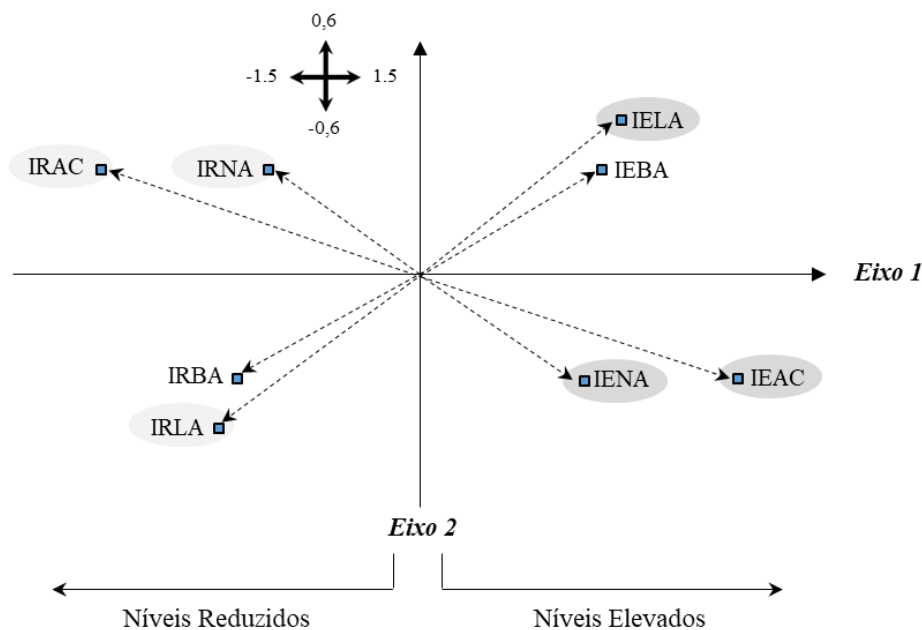 0,6
-1.5
1.5
-0,6
IELA
IRAC
IRNA
IEBA
Eixo 1
IRBA
IENA
IEAC
IRLA
Eixo 2
Níveis Reduzidos
Níveis Elevados